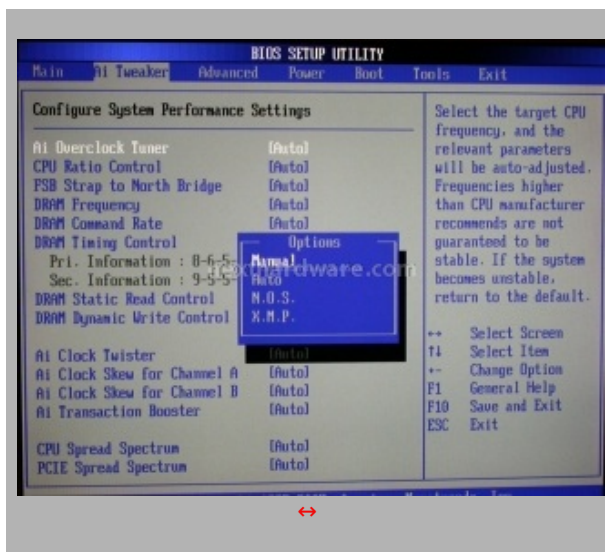 BIOS SETUP UTILITY
Main Ai Tweaker Advanced Power Boot Tools Exit
Configure System Performance Settings
Ai Overclock Tuner [Auto]
CPU Ratio Control [Auto]
FSB Strap to North Bridge [Auto]
DRAM Frequency [Auto]
DRAM Command Rate [Auto]
DRAM Timing Control
Pri. Information : 8-6-5-
Sec. Information : 9-5-5-
DRAM Static Read Control
DRAM Dynamic Write Control
Ai Clock Twister [Auto]
Ai Clock Skew for Channel A [Auto]
Ai Clock Skew for Channel B [Auto]
Ai Transaction Booster [Auto]
CPU Spread Spectrum [Auto]
PCIE Spread Spectrum [Auto]
Options
Manual
Auto
N.O.S.
X.M.P.
nexthardware.com
Select the target CPU
frequency, and the
relevant parameters
will be auto-adjusted.
Frequencies higher
than CPU manufacturer
recommends are not
guaranteed to be
stable. If the system
becomes unstable,
return to the default.
↔ Select Screen
↑↓ Select Item
+- Change Option
F1 General Help
F10 Save and Exit
ESC Exit
↔